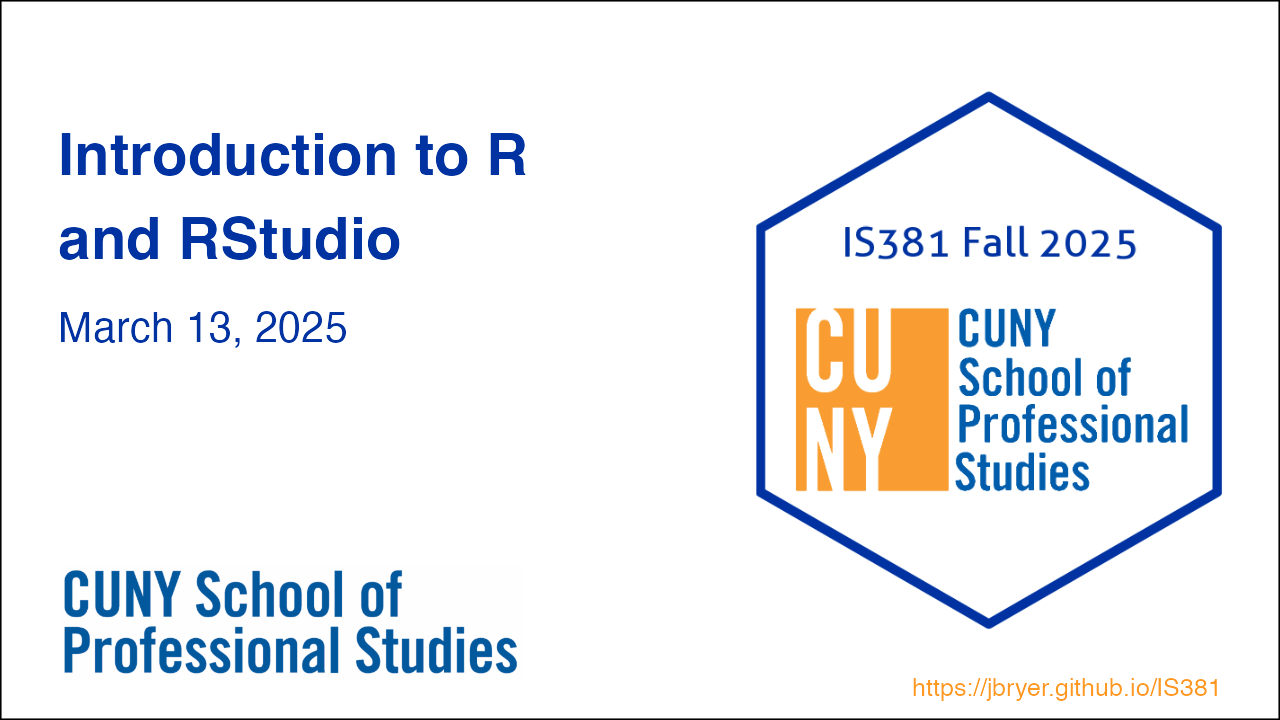 Introduction to R
and RStudio
March 13, 2025
IS381 Fall 2025
CU
NY
CUNY
School of
Professional
Studies
CUNY School of
Professional Studies
https://jbryer.github.io/IS381